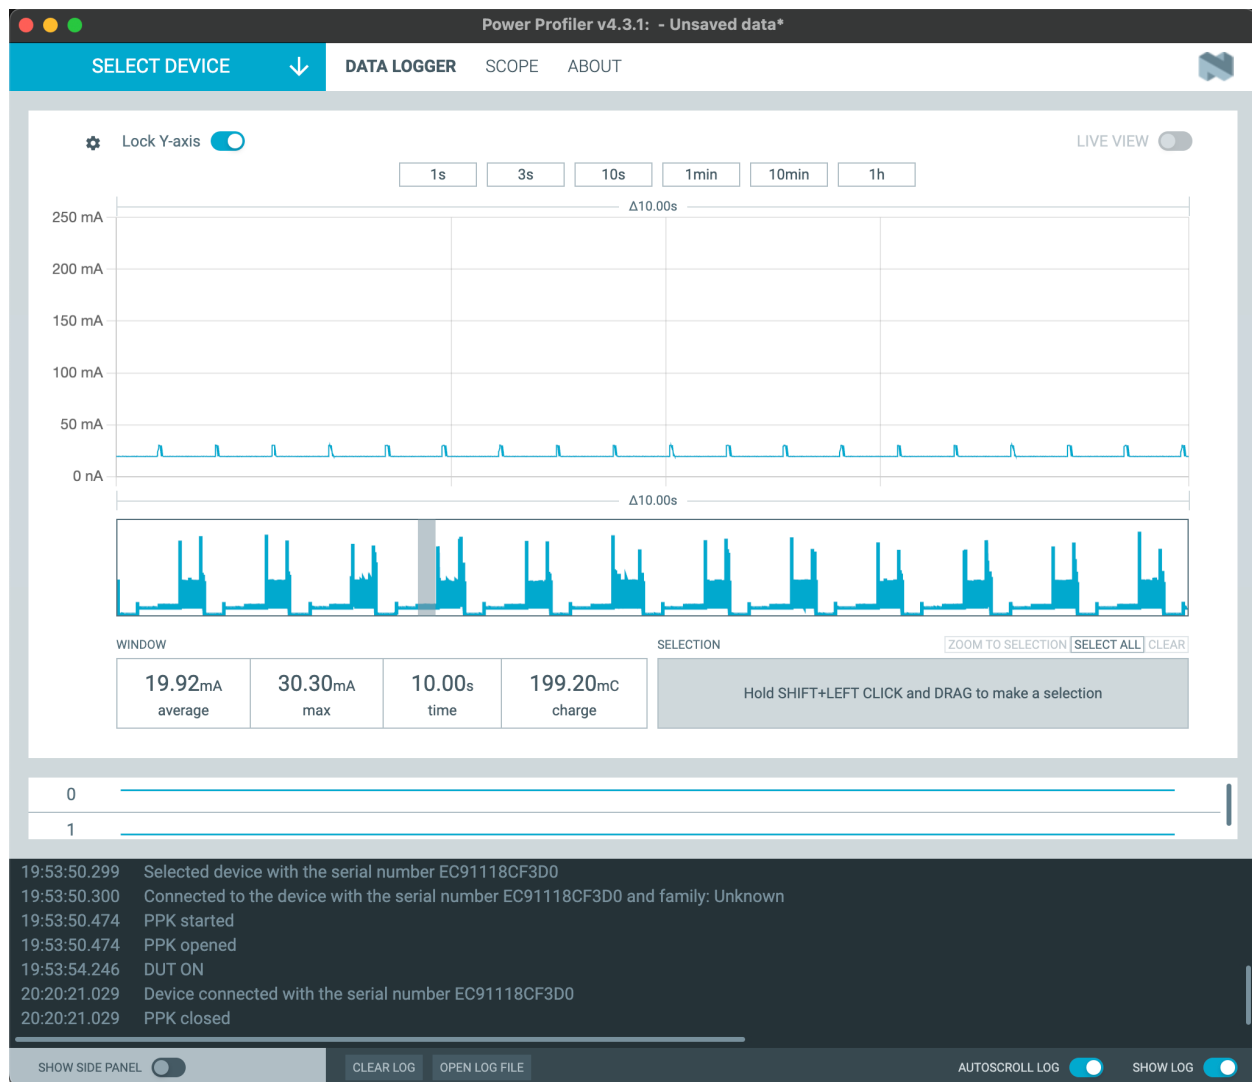 Power Profiler v4.3.1:  - Unsaved data*
SELECT DEVICE DATA LOGGER SCOPE ABOUT
Lock Y-axis LIVE VIEW
1s 3s 10s 1min 10min 1h
Δ10.00s
250 mA
200 mA
150 mA
100 mA
50 mA
0 nA
Δ10.00s
WINDOW SELECTION ZOOM TO SELECTION SELECT ALL CLEAR
19.92mA 30.30mA 10.00s 199.20mC
average max time charge
Hold SHIFT+LEFT CLICK and DRAG to make a selection
0
1
19:53:50.299 Selected device with the serial number EC91118CF3D0
19:53:50.300 Connected to the device with the serial number EC91118CF3D0 and family: Unknown
19:53:50.474 PPK started
19:53:50.474 PPK opened
19:53:54.246 DUT ON
20:20:21.029 Device connected with the serial number EC91118CF3D0
20:20:21.029 PPK closed
SHOW SIDE PANEL CLEAR LOG OPEN LOG FILE AUTOSCROLL LOG SHOW LOG